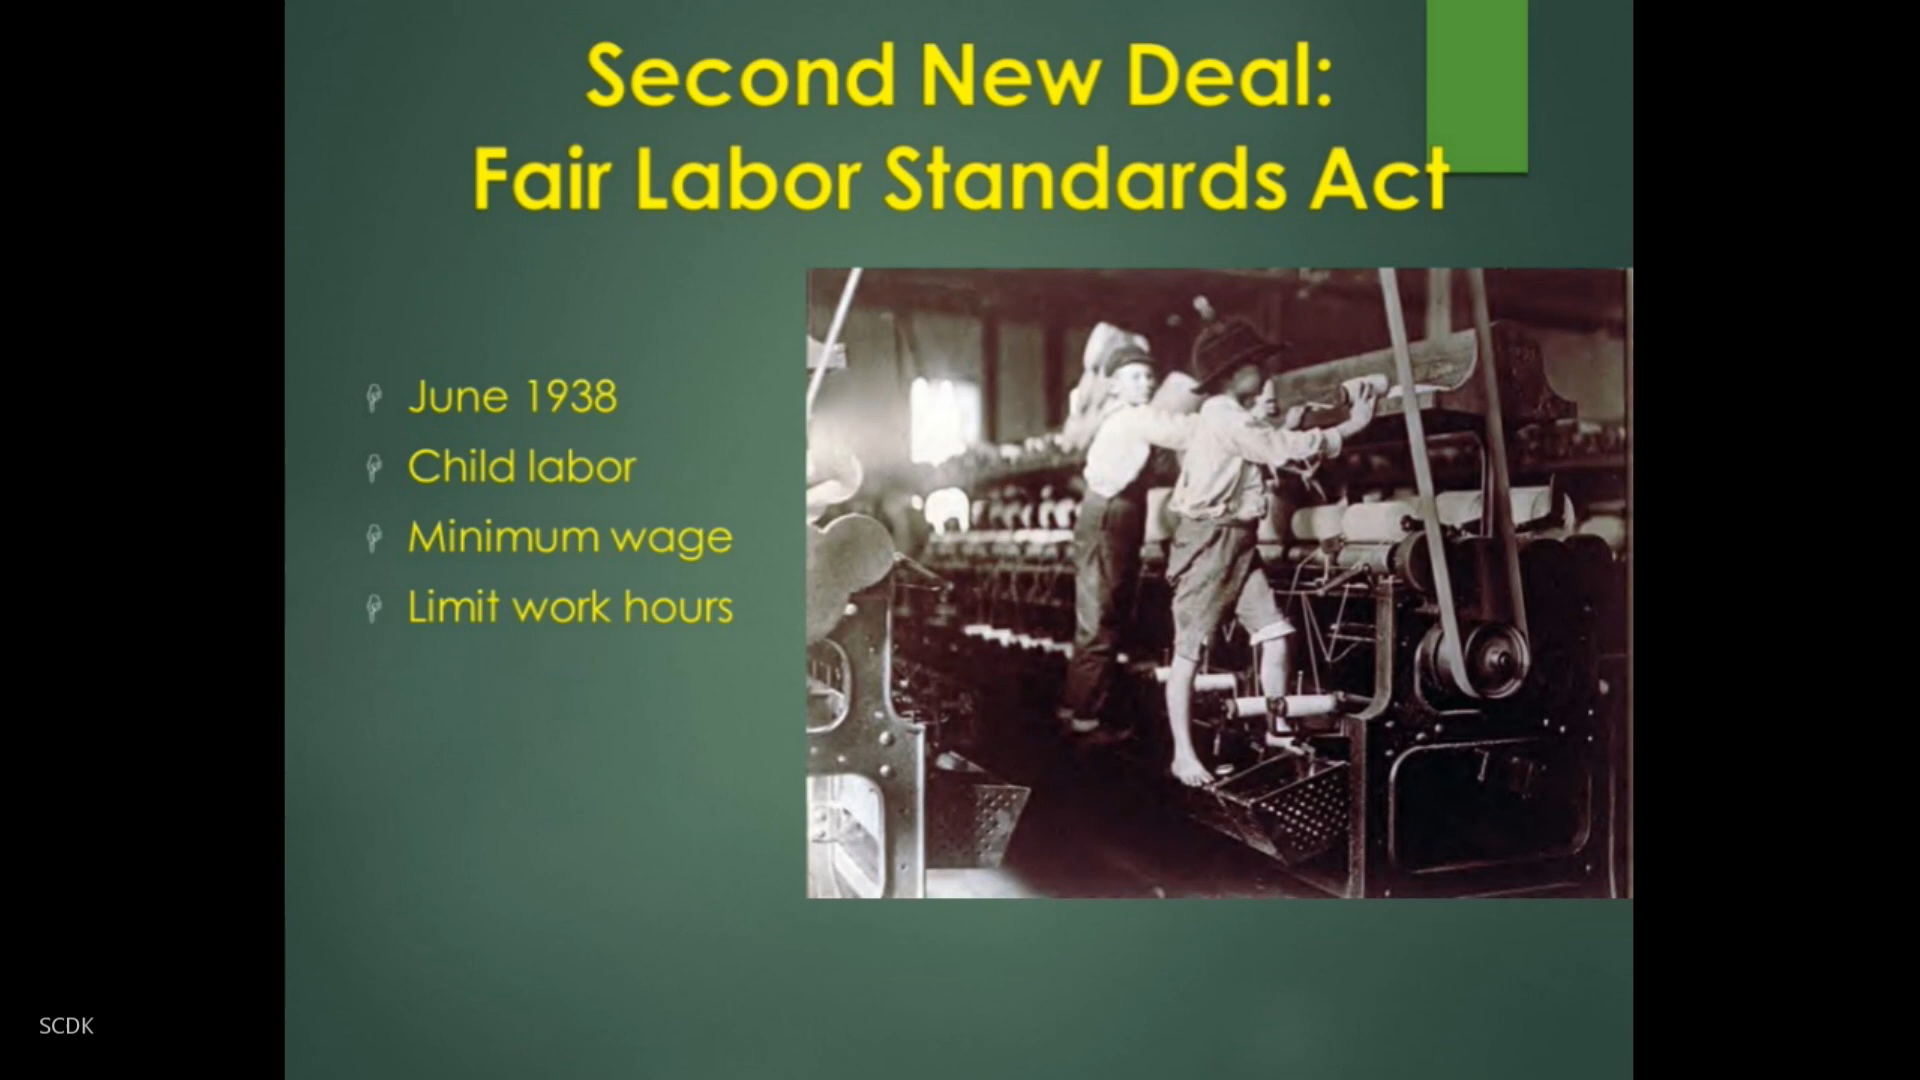 Second New Deal:
Fair Labor Standards Act
June 1938
Child labor
Minimum wage
Limit work hours
SCDK